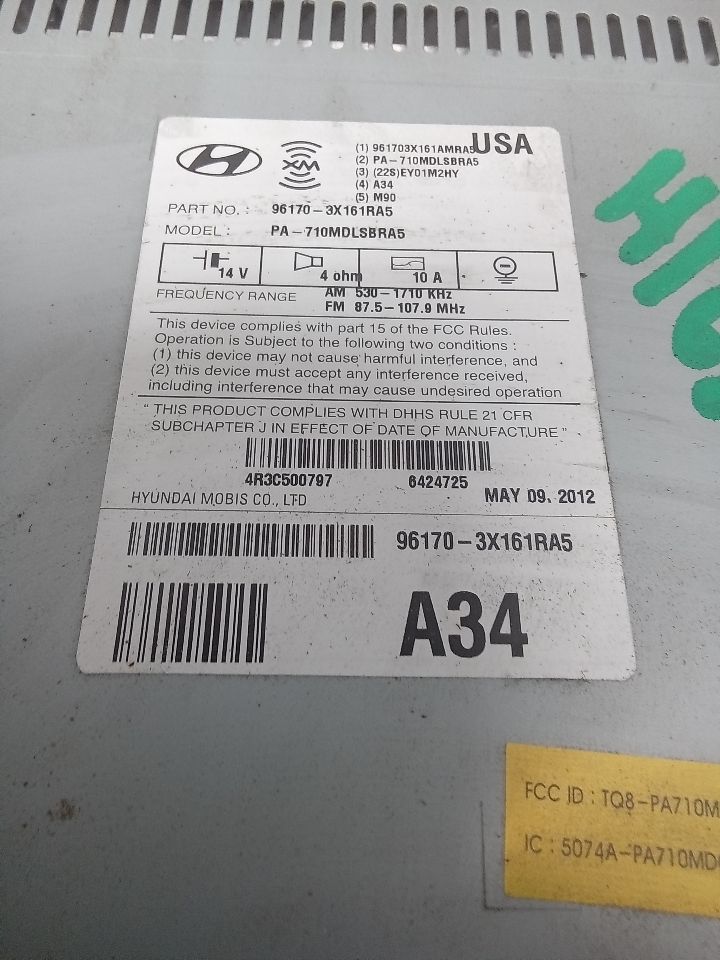 USA
XM
(1) 961703X161AMRA5
(2) PA-710MDLSBRA5
(3) (22S)EY01M2HY
(4) A34
(5) M90
PART NO. : 96170-3X161RA5
MODEL : PA-710MDLSBRA5
14 V 4 ohm 10 A
FREQUENCY RANGE AM 530-1710 KHz
FM 87.5-107.9 MHz
This device complies with part 15 of the FCC Rules.
Operation is Subject to the following two conditions :
(1) this device may not cause harmful interference, and
(2) this device must accept any interference received,
including interference that may cause undesired operation
" THIS PRODUCT COMPLIES WITH DHHS RULE 21 CFR
SUBCHAPTER J IN EFFECT OF DATE OF MANUFACTURE "
4R3C500797 6424725
HYUNDAI MOBIS CO., LTD MAY 09. 2012
96170-3X161RA5
A34
FCC ID : TQ8-PA710M
IC : 5074A-PA710MD